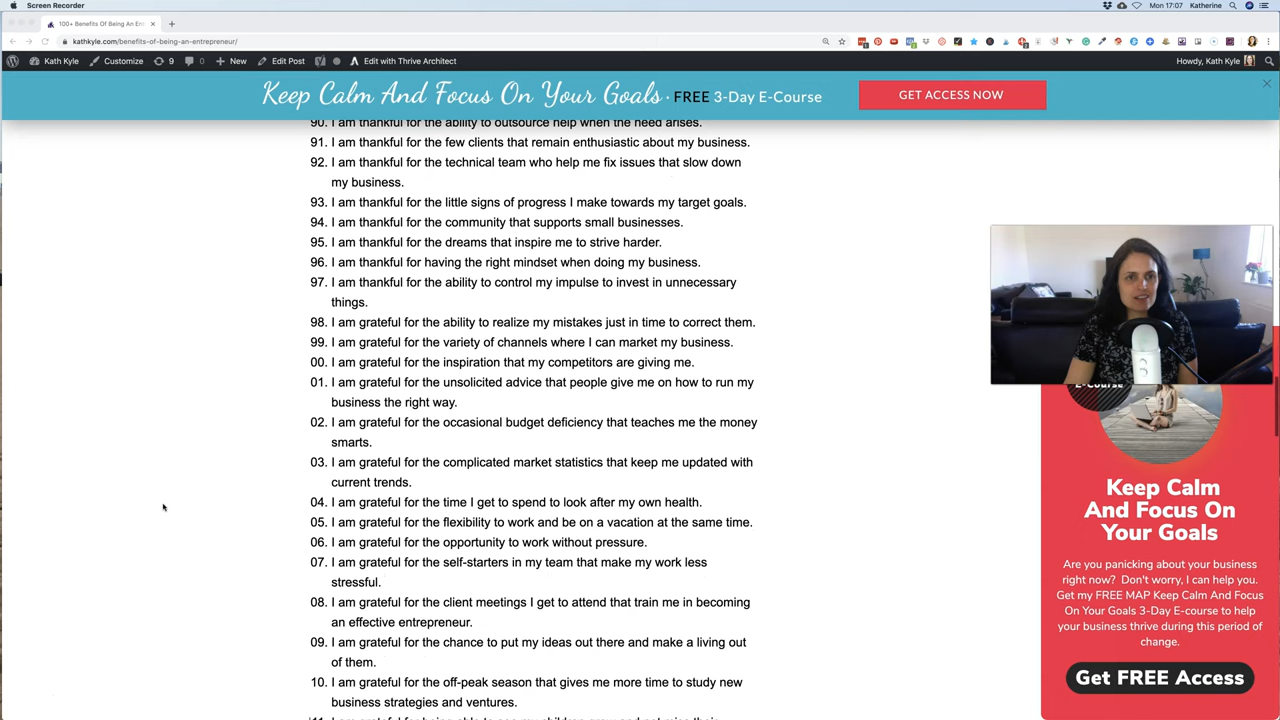 Screen Recorder
Mon 17:07 Katherine
100+ Benefits Of Being An Ent
kathkyle.com/benefits-of-being-an-entrepreneur/
Kath Kyle Customize 9 0 New Edit Post Edit with Thrive Architect Howdy, Kath Kyle
Keep Calm And Focus On Your Goals · FREE 3-Day E-Course GET ACCESS NOW
90. I am thankful for the ability to outsource help when the need arises.
91. I am thankful for the few clients that remain enthusiastic about my business.
92. I am thankful for the technical team who help me fix issues that slow down
my business.
93. I am thankful for the little signs of progress I make towards my target goals.
94. I am thankful for the community that supports small businesses.
95. I am thankful for the dreams that inspire me to strive harder.
96. I am thankful for having the right mindset when doing my business.
97. I am thankful for the ability to control my impulse to invest in unnecessary
things.
98. I am grateful for the ability to realize my mistakes just in time to correct them.
99. I am grateful for the variety of channels where I can market my business.
00. I am grateful for the inspiration that my competitors are giving me.
01. I am grateful for the unsolicited advice that people give me on how to run my
business the right way.
02. I am grateful for the occasional budget deficiency that teaches me the money
smarts.
03. I am grateful for the complicated market statistics that keep me updated with
current trends.
04. I am grateful for the time I get to spend to look after my own health.
05. I am grateful for the flexibility to work and be on a vacation at the same time.
06. I am grateful for the opportunity to work without pressure.
07. I am grateful for the self-starters in my team that make my work less
stressful.
08. I am grateful for the client meetings I get to attend that train me in becoming
an effective entrepreneur.
09. I am grateful for the chance to put my ideas out there and make a living out
of them.
10. I am grateful for the off-peak season that gives me more time to study new
business strategies and ventures.
E-Course
Keep Calm
And Focus On
Your Goals
Are you panicking about your business
right now? Don't worry, I can help you.
Get my FREE MAP Keep Calm And Focus
On Your Goals 3-Day E-course to help
your business thrive during this period of
change.
Get FREE Access